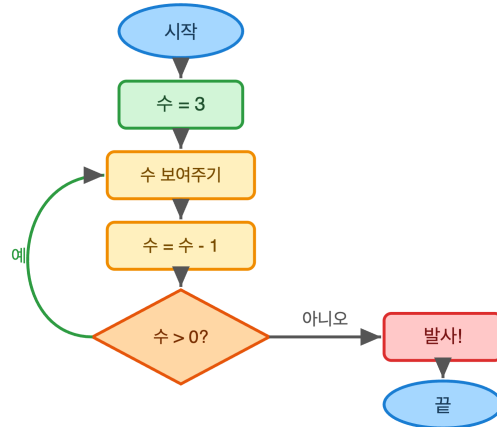 시작
수 = 3
수 보여주기
수 = 수 - 1
수 > 0?
예
아니오
발사!
끝